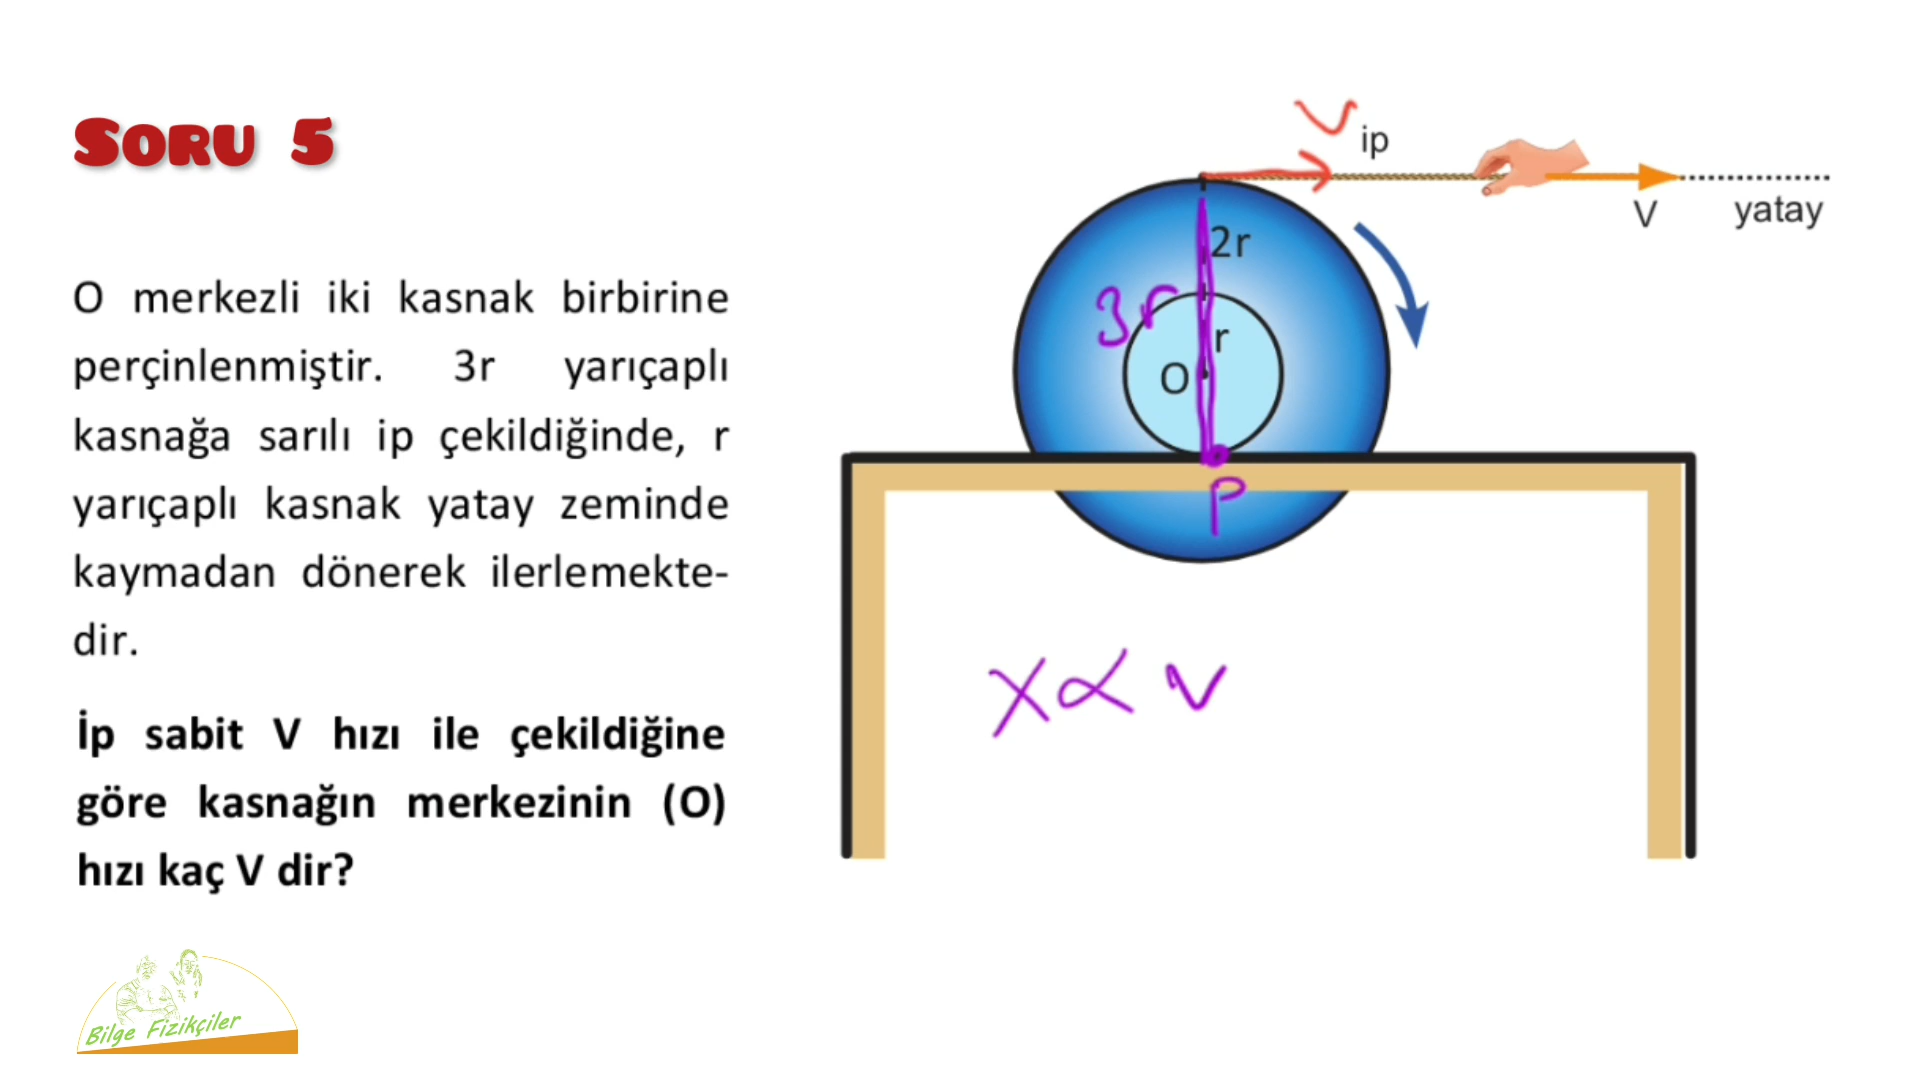 SORU 5
O merkezli iki kasnak birbirine
perçinlenmiştir. 3r yarıçaplı
kasnağa sarılı ip çekildiğinde, r
yarıçaplı kasnak yatay zeminde
kaymadan dönerek ilerlemekte-
dir.
İp sabit V hızı ile çekildiğine
göre kasnağın merkezinin (O)
hızı kaç V dir?
V
ip
V
yatay
2r
3r
r
O
P
X α V
Bilge Fizikçiler